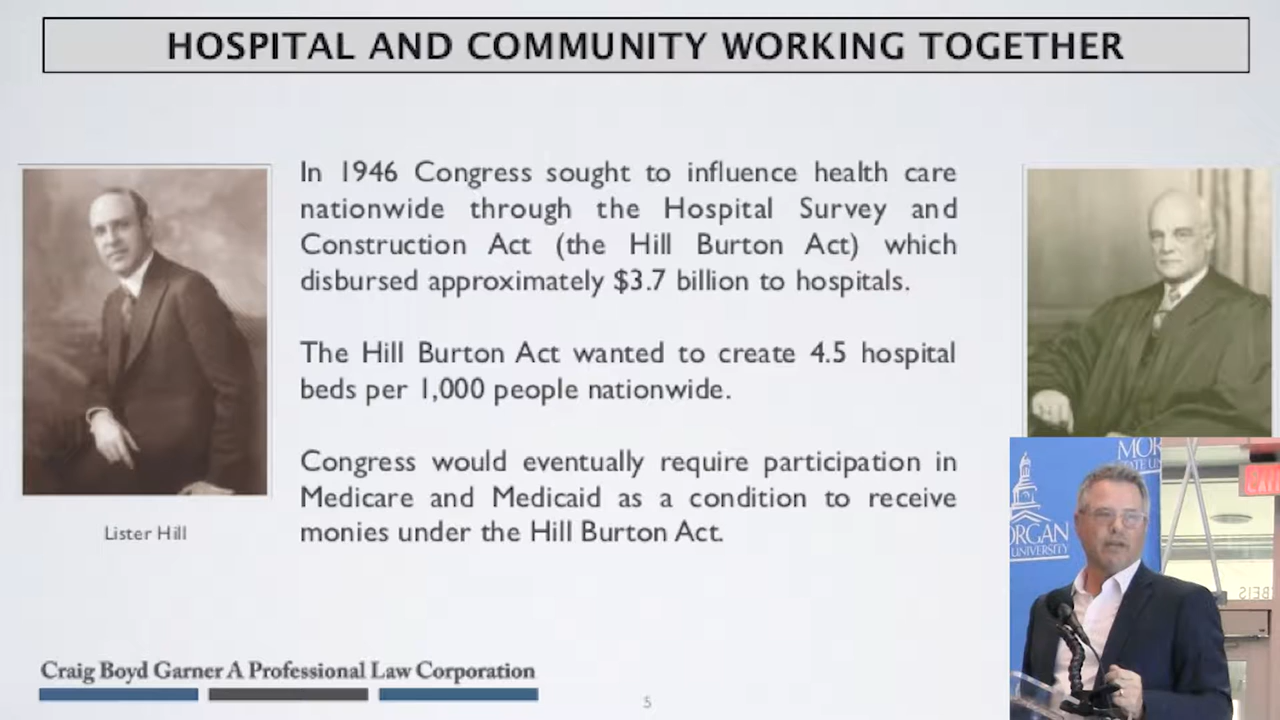 HOSPITAL AND COMMUNITY WORKING TOGETHER
In 1946 Congress sought to influence health care
nationwide through the Hospital Survey and
Construction Act (the Hill Burton Act) which
disbursed approximately $3.7 billion to hospitals.
The Hill Burton Act wanted to create 4.5 hospital
beds per 1,000 people nationwide.
Congress would eventually require participation in
Medicare and Medicaid as a condition to receive
monies under the Hill Burton Act.
Lister Hill
Craig Boyd Garner A Professional Law Corporation
5
MOR
ORGAN
UNIVERSITY